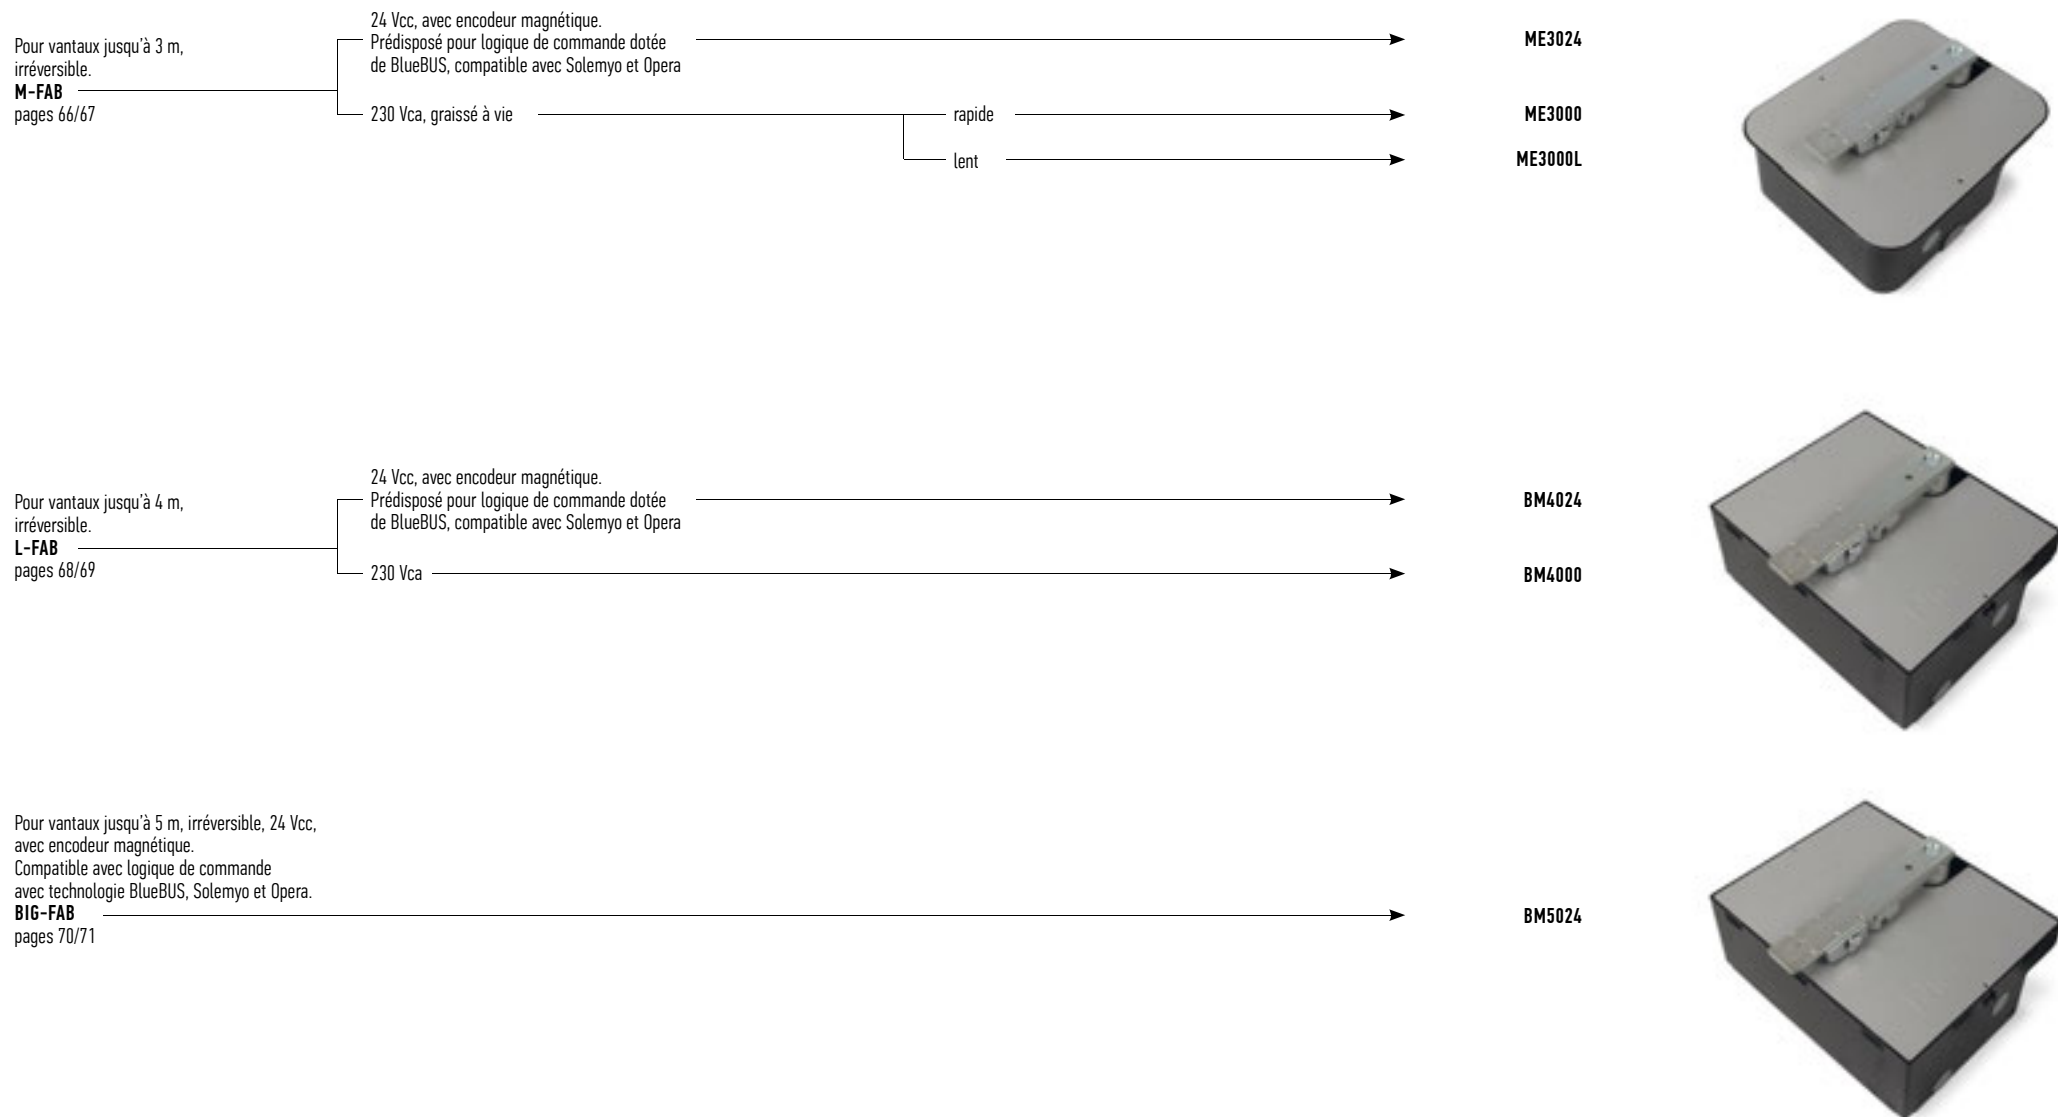 Pour vantaux jusqu'à 3 m,
irréversible.
M-FAB
pages 66/67
24 Vcc, avec encodeur magnétique.
Prédisposé pour logique de commande dotée
de BlueBUS, compatible avec Solemyo et Opera
ME3024
230 Vca, graissé à vie
rapide
ME3000
lent
ME3000L
Pour vantaux jusqu'à 4 m,
irréversible.
L-FAB
pages 68/69
24 Vcc, avec encodeur magnétique.
Prédisposé pour logique de commande dotée
de BlueBUS, compatible avec Solemyo et Opera
BM4024
230 Vca
BM4000
Pour vantaux jusqu'à 5 m, irréversible, 24 Vcc,
avec encodeur magnétique.
Compatible avec logique de commande
avec technologie BlueBUS, Solemyo et Opera.
BIG-FAB
pages 70/71
BM5024